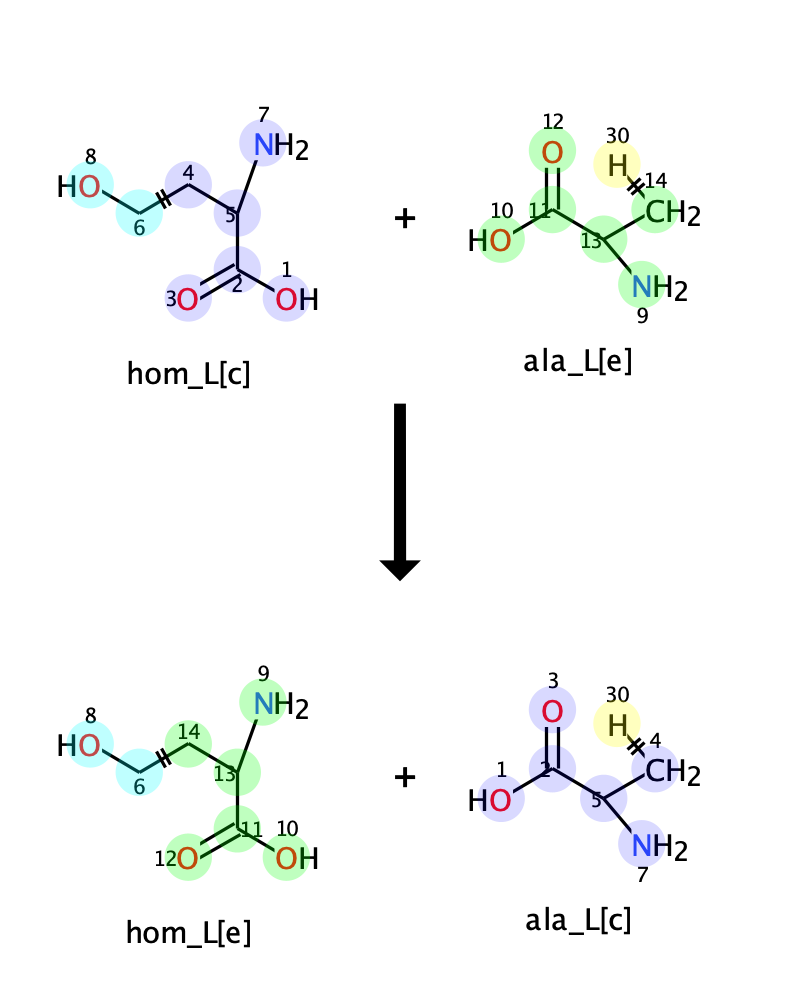 7
8 NH2
4
HO 5
6
2 1
3O OH
hom_L[c]
+
12 30
O H 14
10 11 CH2
HO 13
NH2
9
ala_L[e]
9
8 NH2
14
HO 13
6
11 10
12O OH
hom_L[e]
+
3 30
O H 4
1 2 CH2
HO 5
NH2
7
ala_L[c]